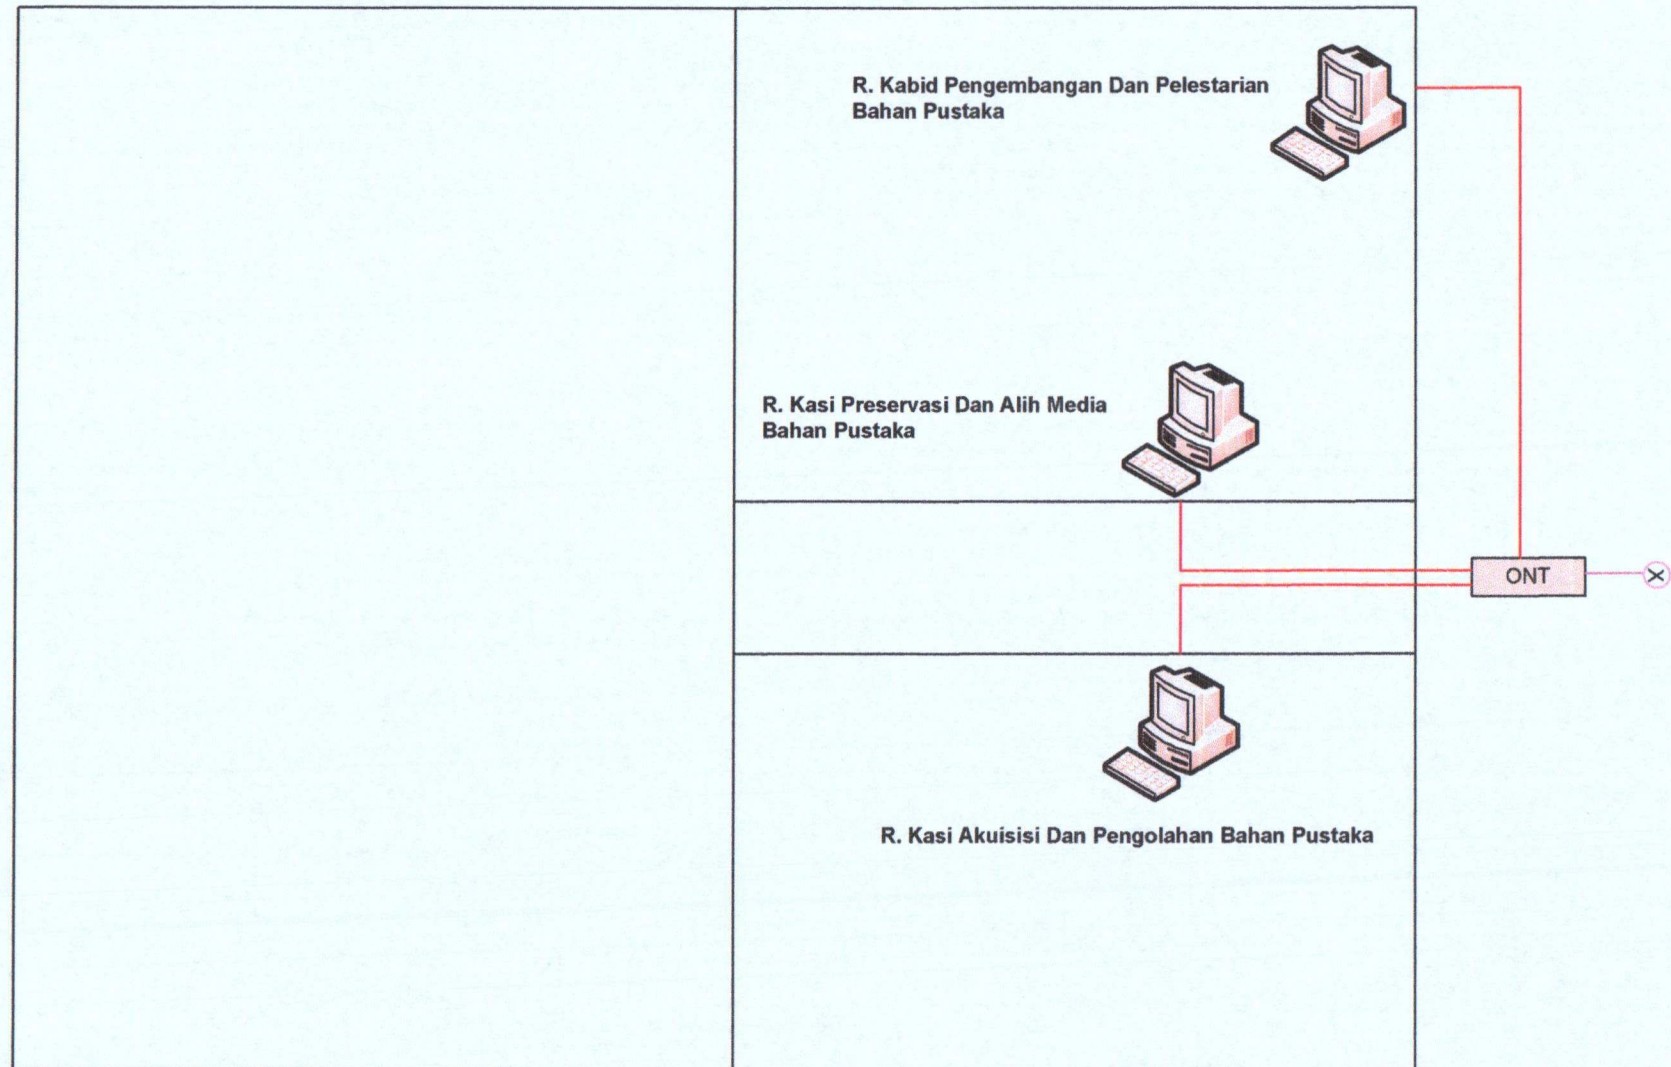 R. Kabid Pengembangan Dan Pelestarian
Bahan Pustaka
R. Kasi Preservasi Dan Alih Media
Bahan Pustaka
ONT
X
R. Kasi Akuisisi Dan Pengolahan Bahan Pustaka